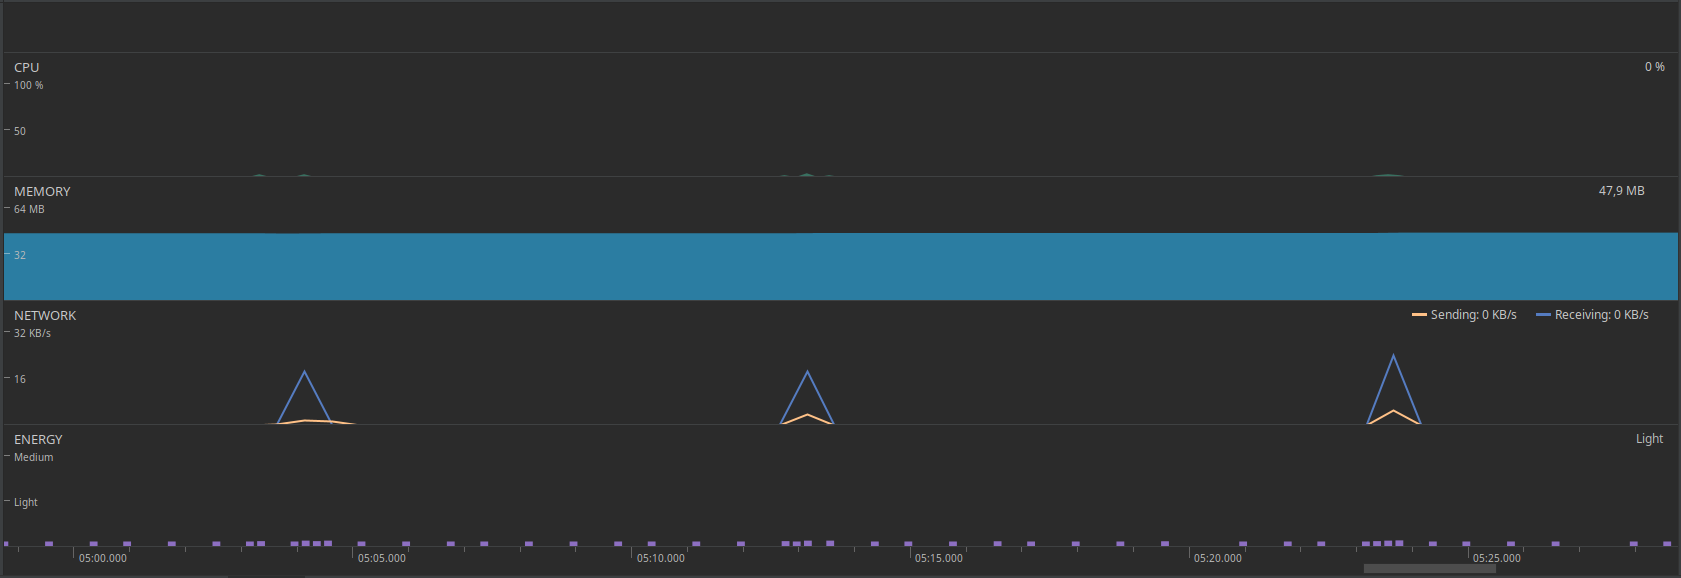 CPU
0 %
100 %
50
MEMORY
47,9 MB
64 MB
32
NETWORK
Sending: 0 KB/s
Receiving: 0 KB/s
32 KB/s
16
ENERGY
Light
Medium
Light
05:00.000 05:05.000 05:10.000 05:15.000 05:20.000 05:25.000